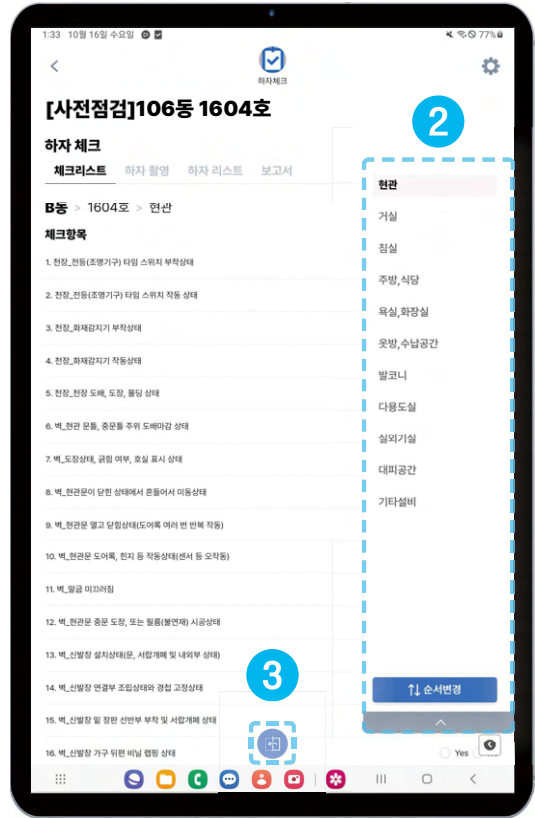 1:33 10월 16일 수요일
77%
하자체크
[사전점검]106동 1604호
2
하자 체크
체크리스트 하자 촬영 하자 리스트 보고서
현관
B동 > 1604호 > 현관
거실
체크항목
침실
1. 천장_전등(조명기구) 타임 스위치 부착상태
주방,식당
2. 천장_전등(조명기구) 타임 스위치 작동 상태
욕실,화장실
3. 천장_화재감지기 부착상태
옷방,수납공간
4. 천장_화재감지기 작동상태
발코니
5. 천장_천장 도배, 도장, 몰딩 상태
다용도실
6. 벽_현관 문틀, 중문틀 주위 도배마감 상태
실외기실
7. 벽_도장상태, 긁힘 여부, 호실 표시 상태
대피공간
8. 벽_현관문이 닫힌 상태에서 흔들어서 미동상태
기타설비
9. 벽_현관문 열고 닫힘상태(도어록 여러 번 반복 작동)
10. 벽_현관문 도어록, 힌지 등 작동상태(센서 등 오작동)
11. 벽_말굽 미끄러짐
12. 벽_현관문 중문 도장, 또는 필름(불연재) 시공상태
13. 벽_신발장 설치상태(문, 서랍개폐 및 내외부 상태)
3
14. 벽_신발장 연결부 조립상태와 경첩 고정상태
순서변경
15. 벽_신발장 밑 장판 선반부 부착 및 서랍개폐 상태
16. 벽_신발장 가구 뒤편 비닐 랩핑 상태
Yes